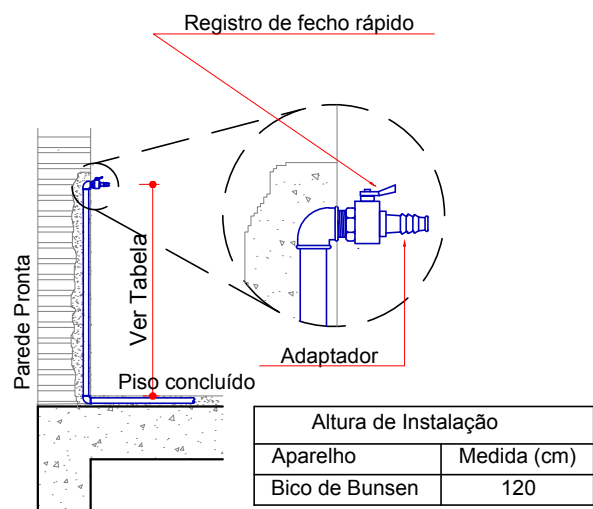 Registro de fecho rápido
Parede Pronta
Ver Tabela
Adaptador
Piso concluído
Altura de Instalação
Aparelho Medida (cm)
Bico de Bunsen 120